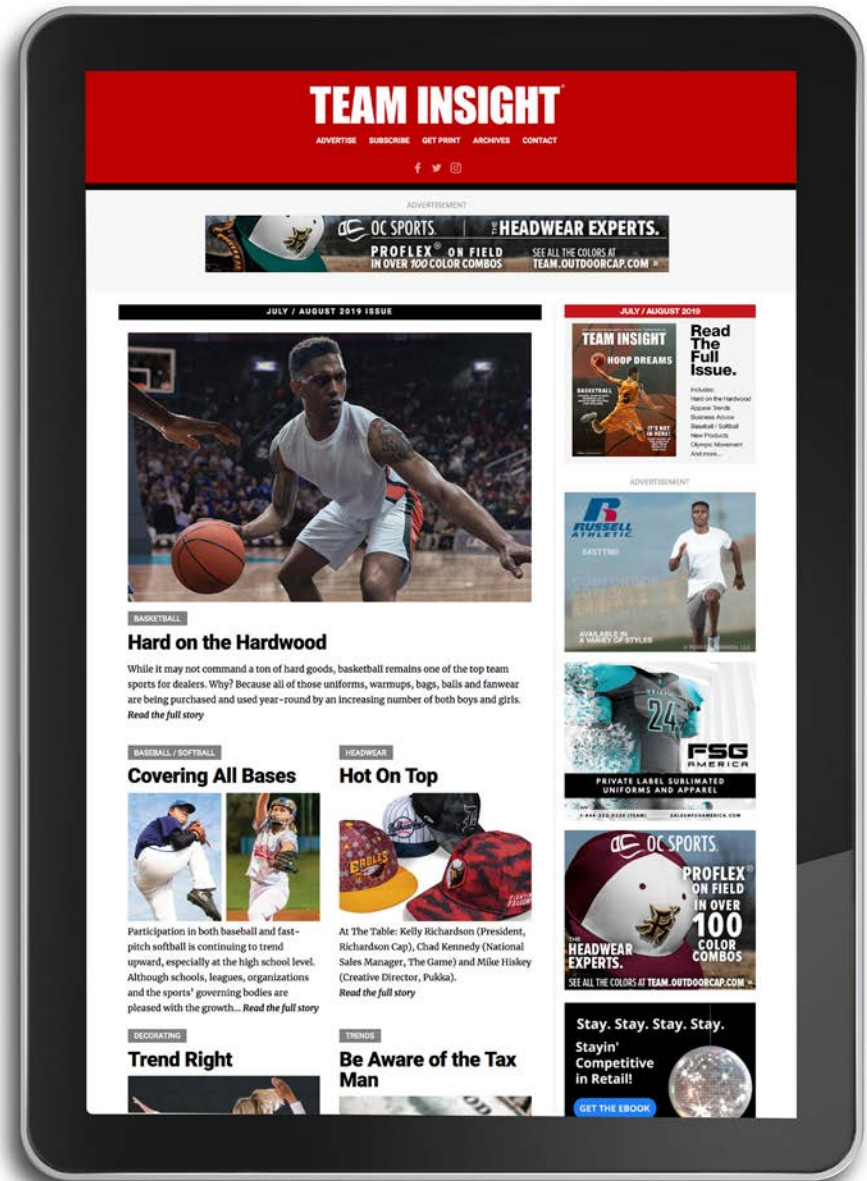 TEAM INSIGHT
ADVERTISE SUBSCRIBE GET PRINT ARCHIVES CONTACT
ADVERTISEMENT
OC SPORTS.
THE HEADWEAR EXPERTS.
PROFLEX® ON FIELD
IN OVER 100 COLOR COMBOS
SEE ALL THE COLORS AT
TEAM.OUTDOORCAP.COM »
JULY / AUGUST 2019 ISSUE
BASKETBALL
Hard on the Hardwood
While it may not command a ton of hard goods, basketball remains one of the top team
sports for dealers. Why? Because all of those uniforms, warmups, bags, balls and fanwear
are being purchased and used year-round by an increasing number of both boys and girls.
Read the full story
BASEBALL / SOFTBALL
Covering All Bases
Participation in both baseball and fast-
pitch softball is continuing to trend
upward, especially at the high school level.
Although schools, leagues, organizations
and the sports' governing bodies are
pleased with the growth... Read the full story
HEADWEAR
Hot On Top
EAGLES
At The Table: Kelly Richardson (President,
Richardson Cap), Chad Kennedy (National
Sales Manager, The Game) and Mike Hiskey
(Creative Director, Pukka).
Read the full story
DECORATING
Trend Right
TRENDS
Be Aware of the Tax
Man
JULY / AUGUST 2019
TEAM INSIGHT
HOOP DREAMS
BASKETBALL
IT'S NOT
IN HERE!
Read
The
Full
Issue.
Includes:
Hard on the Hardwood
Apparel Trends
Business Advice
Baseball / Softball
New Products
Olympic Movement
And more...
ADVERTISEMENT
RUSSELL
ATHLETIC
64STTM0
AVAILABLE IN
A VARIETY OF STYLES
24
FSG
AMERICA
PRIVATE LABEL SUBLIMATED
UNIFORMS AND APPAREL
OC SPORTS.
PROFLEX®
ON FIELD
IN OVER
100
COLOR
COMBOS
THE
HEADWEAR
EXPERTS.
SEE ALL THE COLORS AT TEAM.OUTDOORCAP.COM »
Stay. Stay. Stay. Stay.
Stayin'
Competitive
in Retail!
GET THE EBOOK